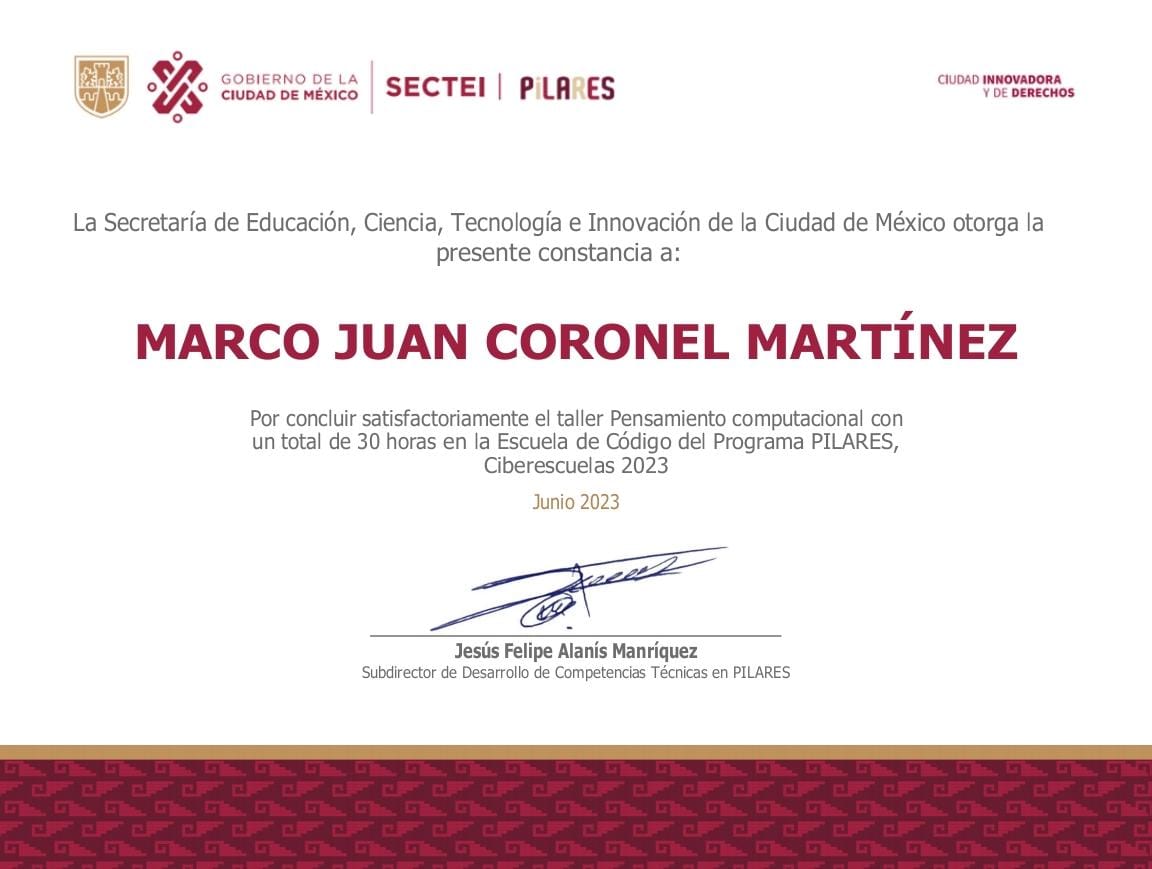 GOBIERNO DE LA
CIUDAD DE MÉXICO
SECTEI
PiLARES
CIUDAD INNOVADORA
Y DE DERECHOS
La Secretaría de Educación, Ciencia, Tecnología e Innovación de la Ciudad de México otorga la
presente constancia a:
MARCO JUAN CORONEL MARTÍNEZ
Por concluir satisfactoriamente el taller Pensamiento computacional con
un total de 30 horas en la Escuela de Código del Programa PILARES,
Ciberescuelas 2023
Junio 2023
Jesús Felipe Alanís Manríquez
Subdirector de Desarrollo de Competencias Técnicas en PILARES